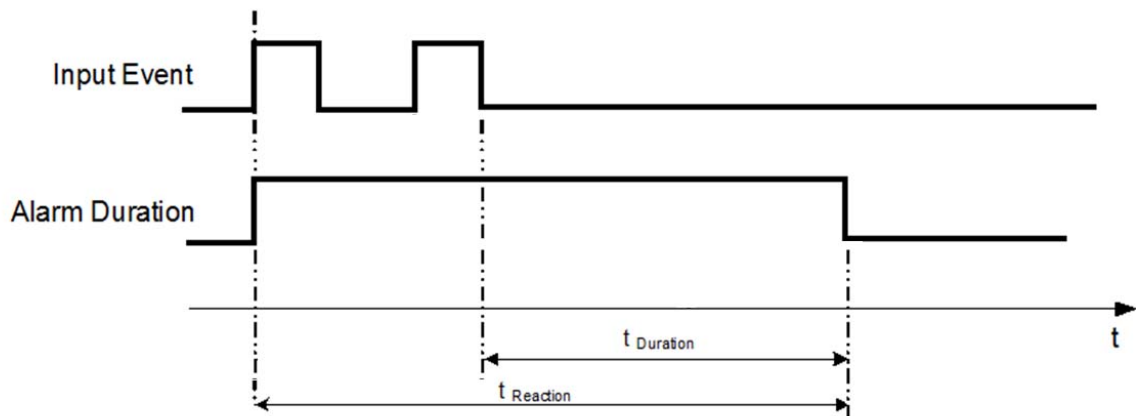 Input Event
Alarm Duration
t
t Duration
t Reaction